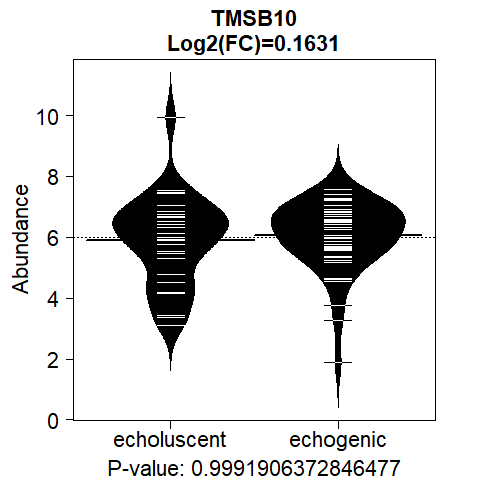 TMSB10
Log2(FC)=0.1631
Abundance
10
8
6
4
2
0
echoluscent echogenic
P-value: 0.9991906372846477